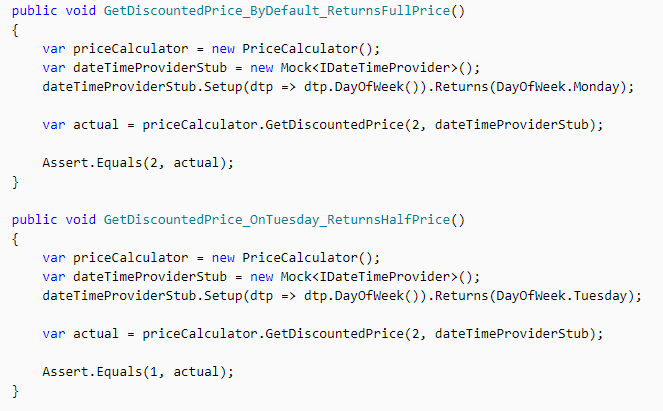 public void GetDiscountedPrice_ByDefault_ReturnsFullPrice()
{
    var priceCalculator = new PriceCalculator();
    var dateTimeProviderStub = new Mock<IDateTimeProvider>();
    dateTimeProviderStub.Setup(dtp => dtp.DayOfWeek()).Returns(DayOfWeek.Monday);

    var actual = priceCalculator.GetDiscountedPrice(2, dateTimeProviderStub);

    Assert.Equals(2, actual);
}

public void GetDiscountedPrice_OnTuesday_ReturnsHalfPrice()
{
    var priceCalculator = new PriceCalculator();
    var dateTimeProviderStub = new Mock<IDateTimeProvider>();
    dateTimeProviderStub.Setup(dtp => dtp.DayOfWeek()).Returns(DayOfWeek.Tuesday);

    var actual = priceCalculator.GetDiscountedPrice(2, dateTimeProviderStub);

    Assert.Equals(1, actual);
}